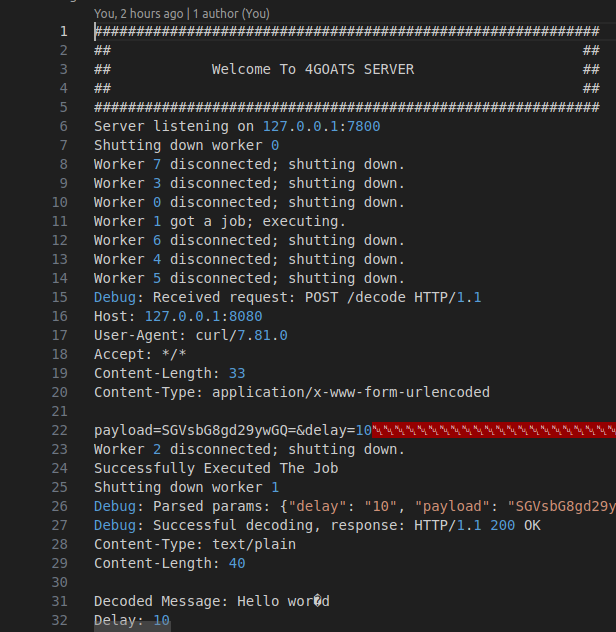 You, 2 hours ago | 1 author (You)
1 ############################################################
2 ## ##
3 ## Welcome To 4GOATS SERVER ##
4 ## ##
5 ############################################################
6 Server listening on 127.0.0.1:7800
7 Shutting down worker 0
8 Worker 7 disconnected; shutting down.
9 Worker 3 disconnected; shutting down.
10 Worker 0 disconnected; shutting down.
11 Worker 1 got a job; executing.
12 Worker 6 disconnected; shutting down.
13 Worker 4 disconnected; shutting down.
14 Worker 5 disconnected; shutting down.
15 Debug: Received request: POST /decode HTTP/1.1
16 Host: 127.0.0.1:8080
17 User-Agent: curl/7.81.0
18 Accept: */*
19 Content-Length: 33
20 Content-Type: application/x-www-form-urlencoded
21
22 payload=SGVsbG8gd29ywGQ=&delay=10
23 Worker 2 disconnected; shutting down.
24 Successfully Executed The Job
25 Shutting down worker 1
26 Debug: Parsed params: {"delay": "10", "payload": "SGVsbG8gd29y
27 Debug: Successful decoding, response: HTTP/1.1 200 OK
28 Content-Type: text/plain
29 Content-Length: 40
30
31 Decoded Message: Hello wor�d
32 Delay: 10